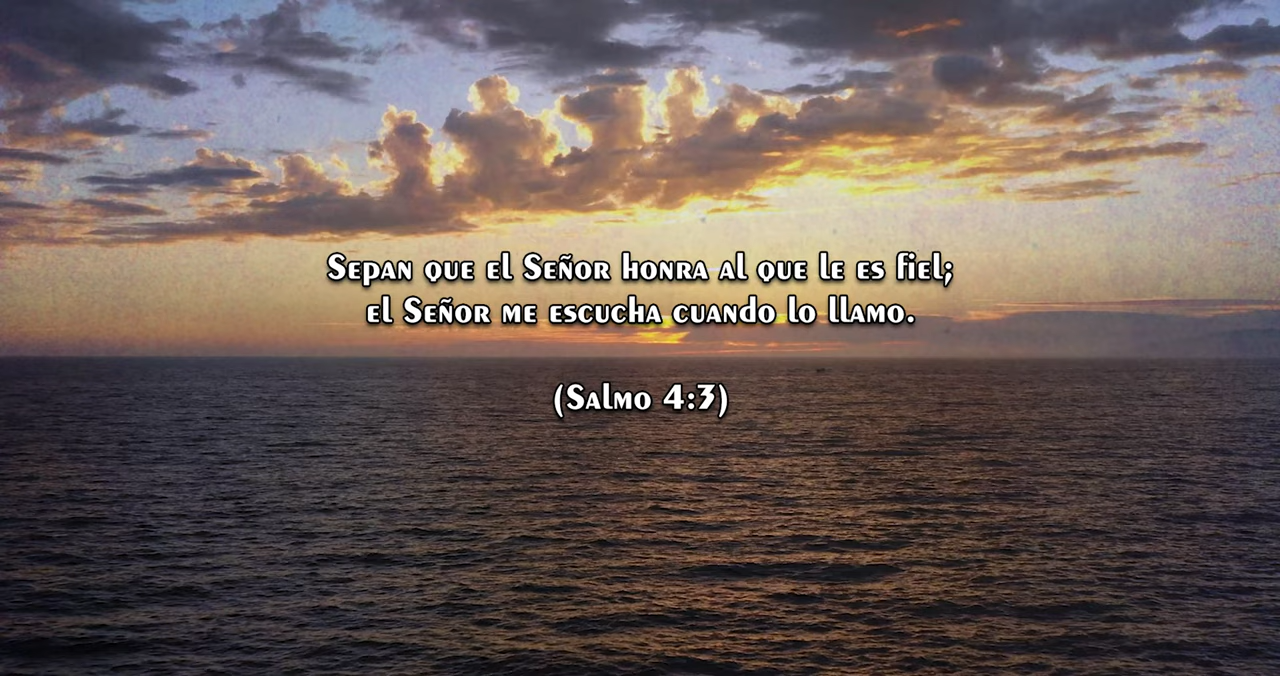 Sepan que el Señor honra al que le es fiel;
el Señor me escucha cuando lo llamo.
(Salmo 4:3)